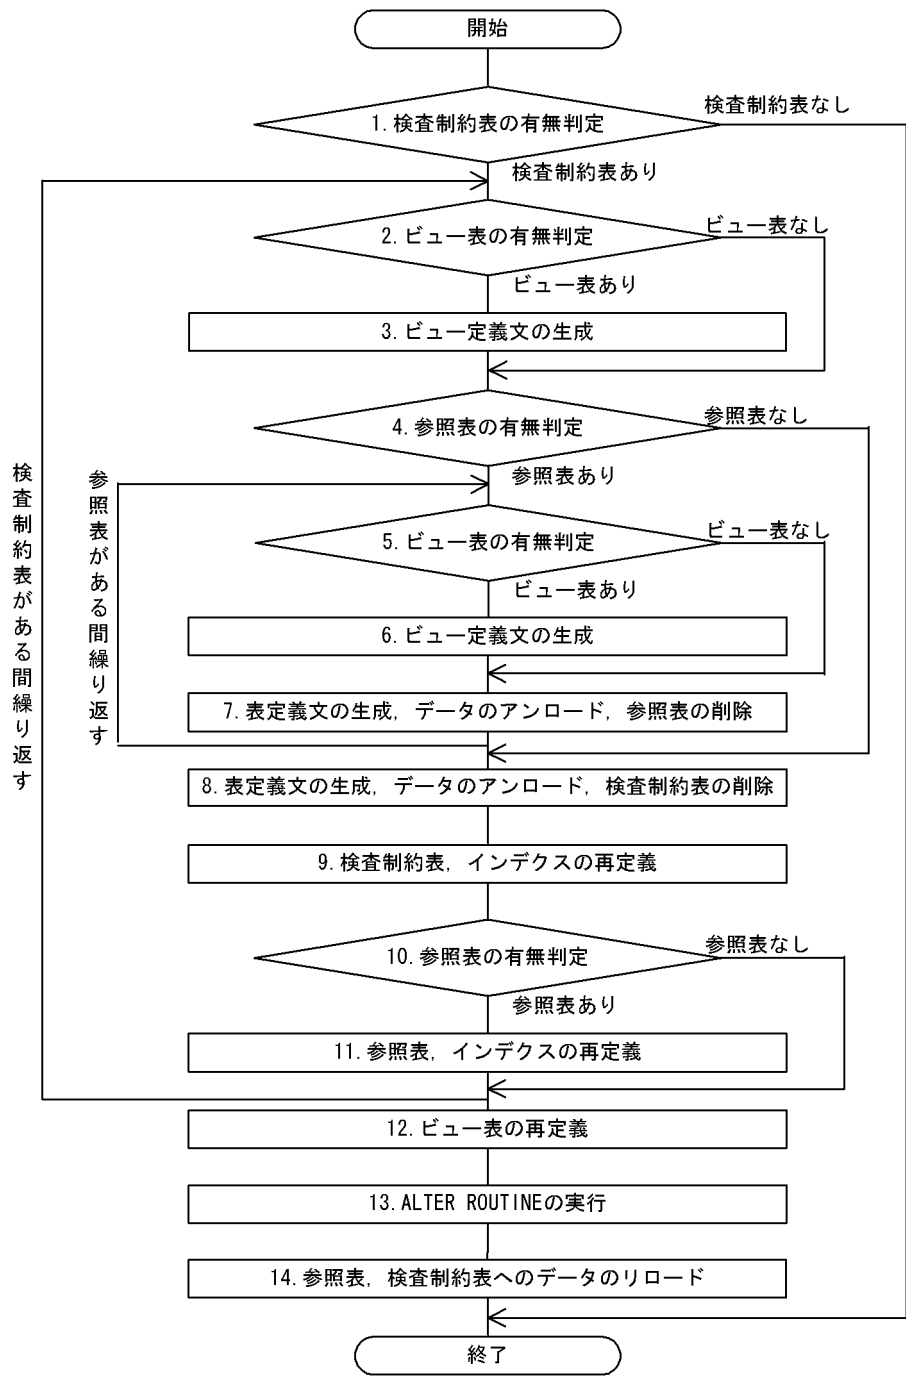 開始
検査制約表なし
1.検査制約表の有無判定
検査制約表あり
ビュー表なし
2.ビュー表の有無判定
ビュー表あり
3.ビュー定義文の生成
参照表なし
4.参照表の有無判定
参照表あり
検査制約表がある間繰り返す
参照表がある間繰り返す
ビュー表なし
5.ビュー表の有無判定
ビュー表あり
6.ビュー定義文の生成
7.表定義文の生成，データのアンロード，参照表の削除
8.表定義文の生成，データのアンロード，検査制約表の削除
9.検査制約表，インデクスの再定義
参照表なし
10.参照表の有無判定
参照表あり
11.参照表，インデクスの再定義
12.ビュー表の再定義
13.ALTER ROUTINEの実行
14.参照表，検査制約表へのデータのリロード
終了